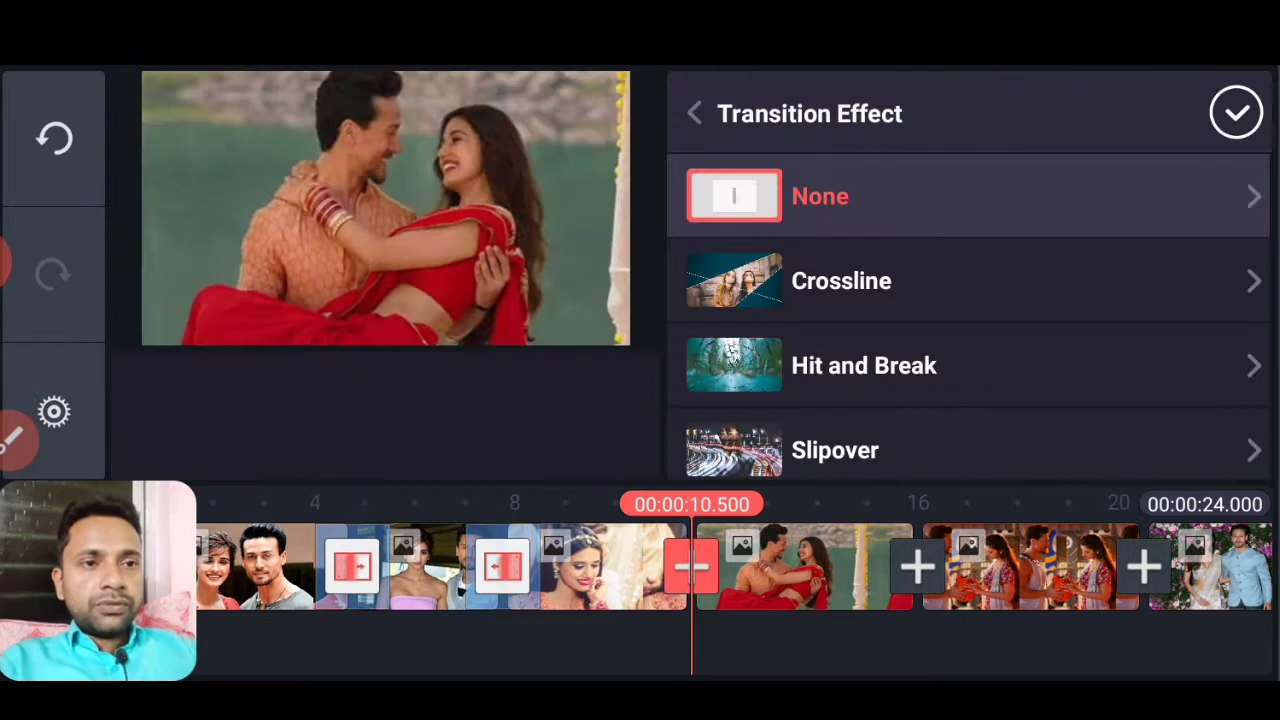 Transition Effect
None
Crossline
Hit and Break
Slipover
4
8
00:00:10.500
16
20
00:00:24.000